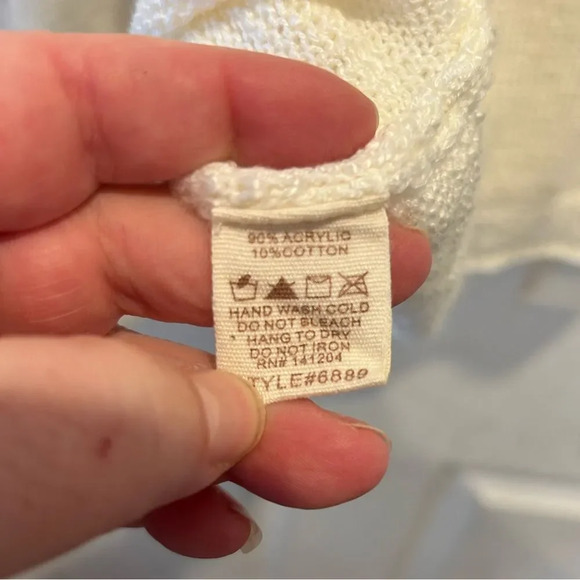 90% ACRYLIC
10% COTTON
HAND WASH COLD
DO NOT BLEACH
HANG TO DRY
DO NOT IRON
RN# 141204
TYLE#6889